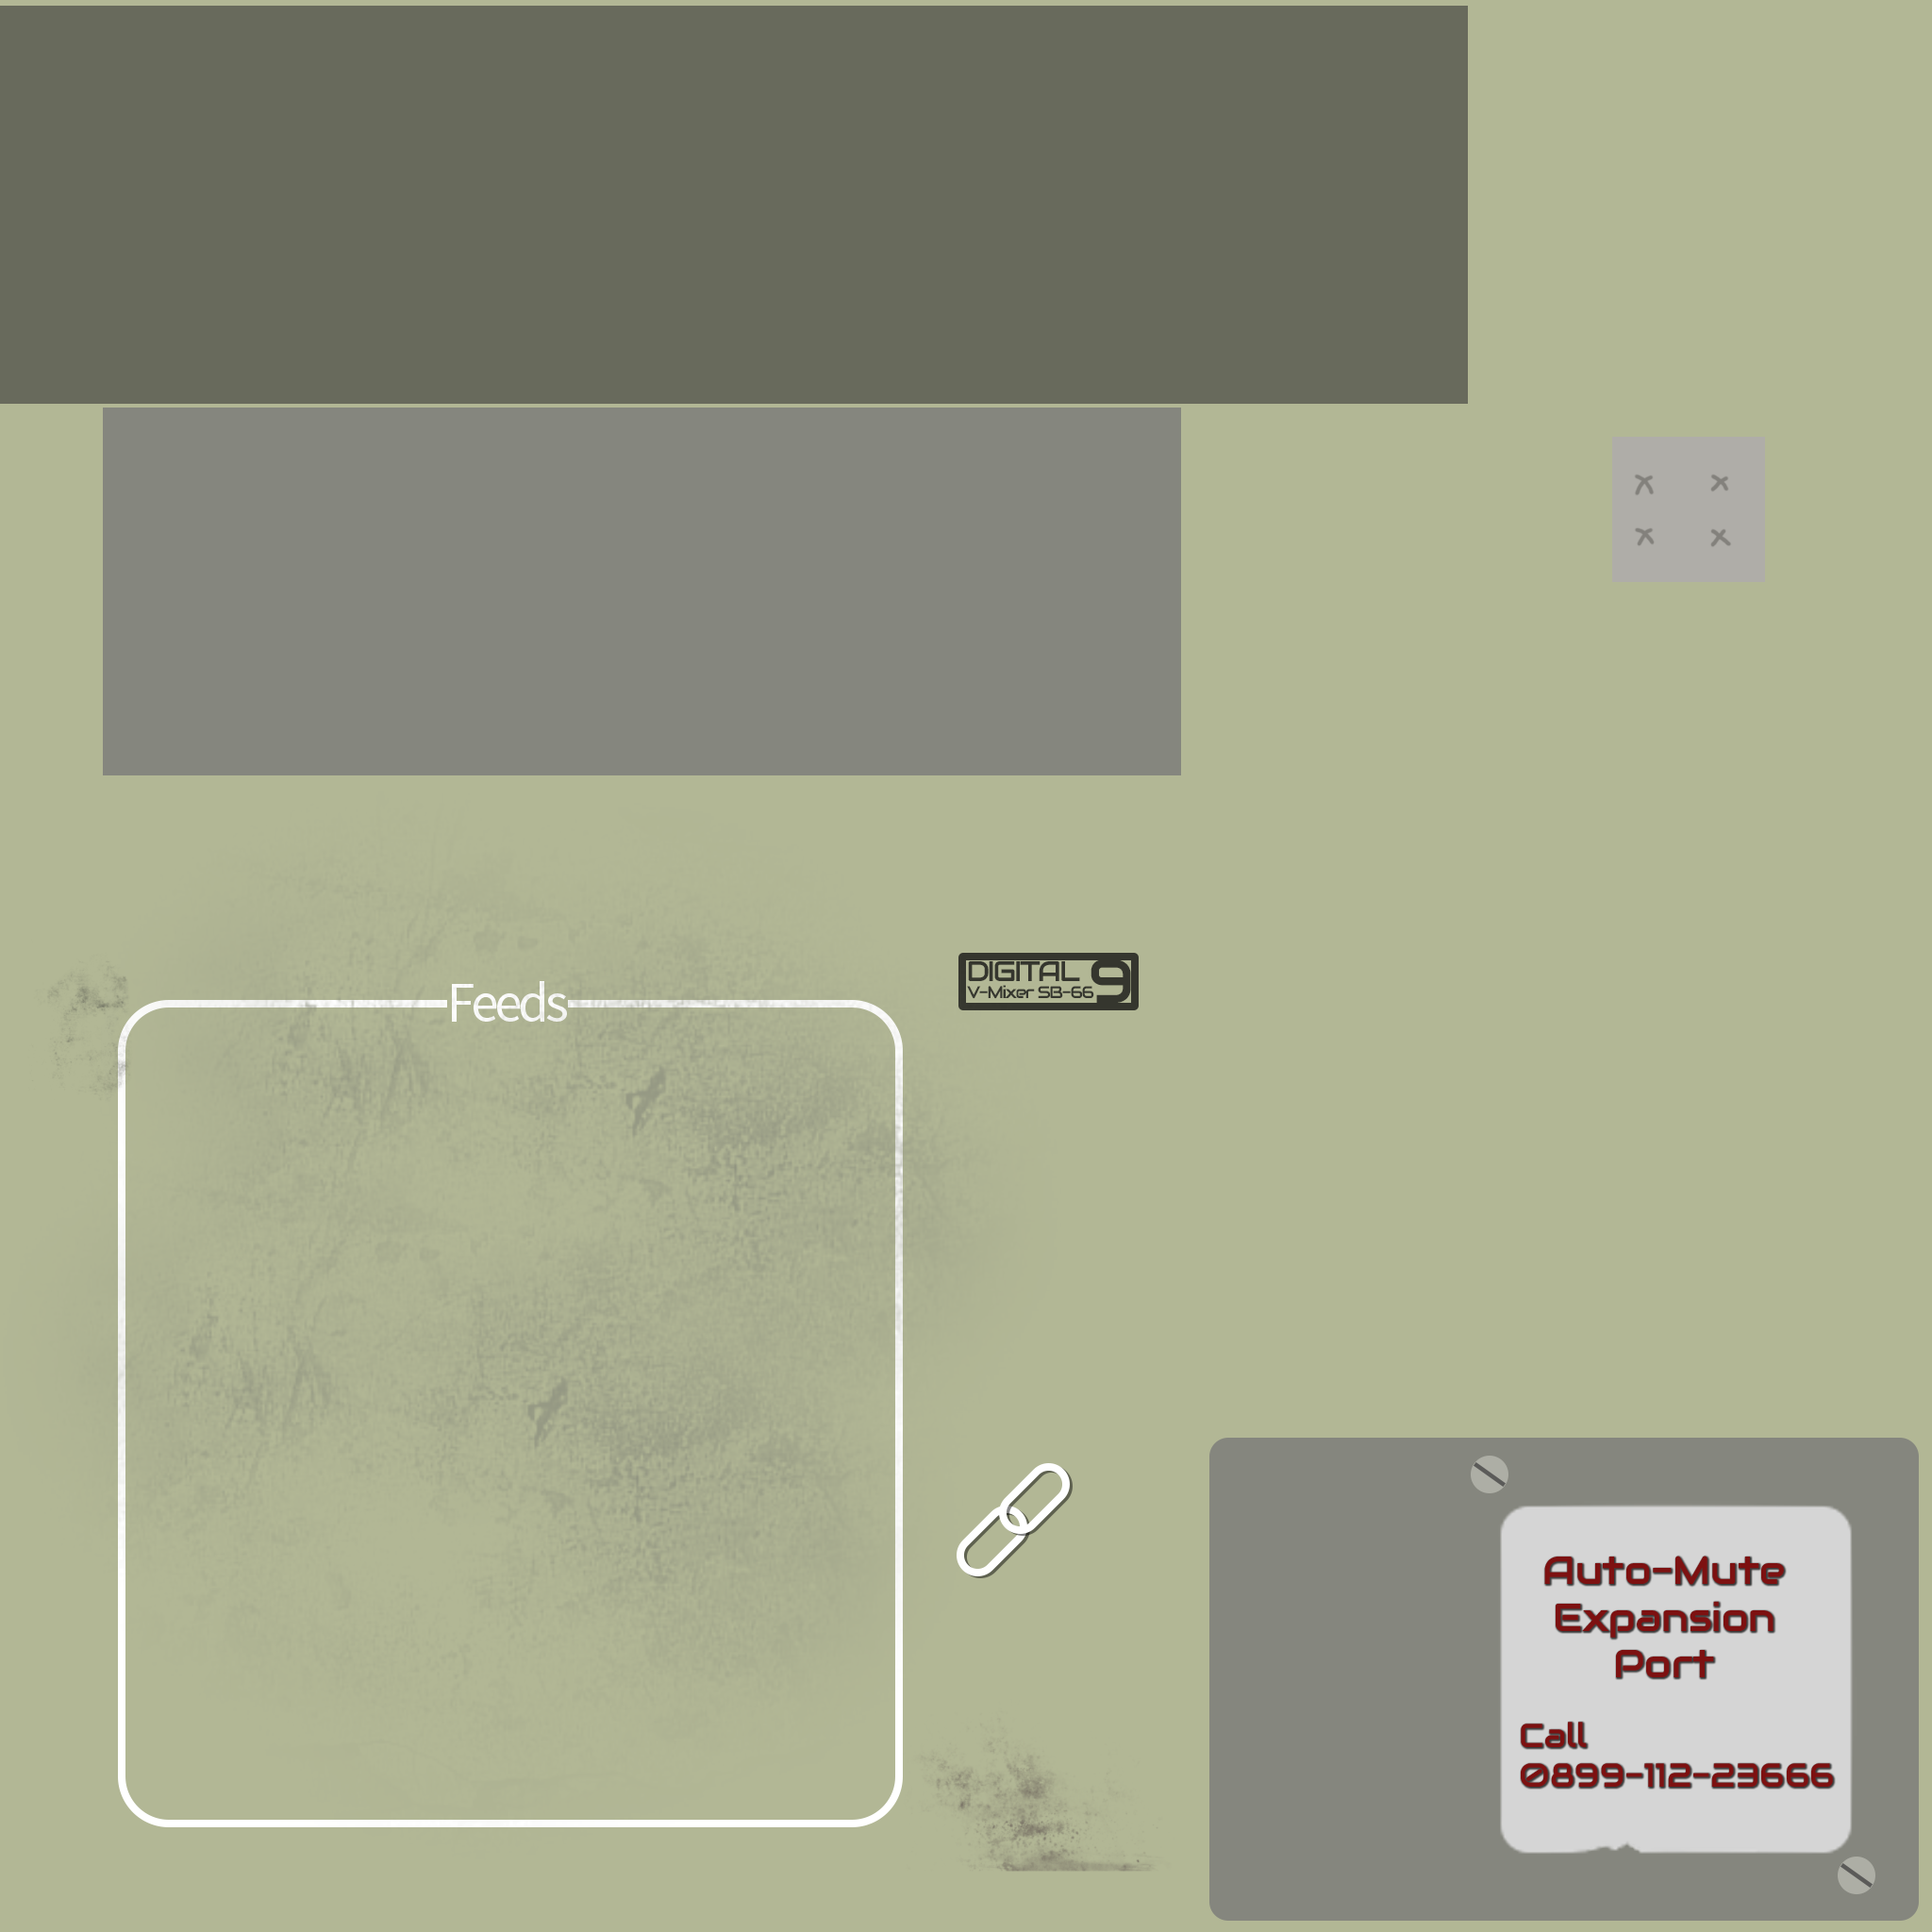 Feeds
DIGITAL 9
V-Mixer SB-66
Auto-Mute
Expansion
Port
Call
0899-112-23666